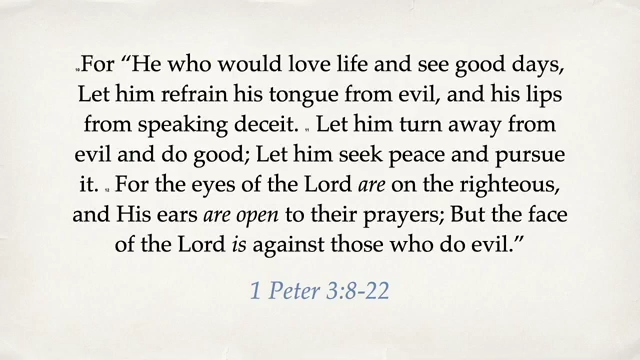 For “He who would love life and see good days,
Let him refrain his tongue from evil, and his lips
from speaking deceit. Let him turn away from
evil and do good; Let him seek peace and pursue
it. For the eyes of the Lord are on the righteous,
and His ears are open to their prayers; But the face
of the Lord is against those who do evil.”
1 Peter 3:8-22